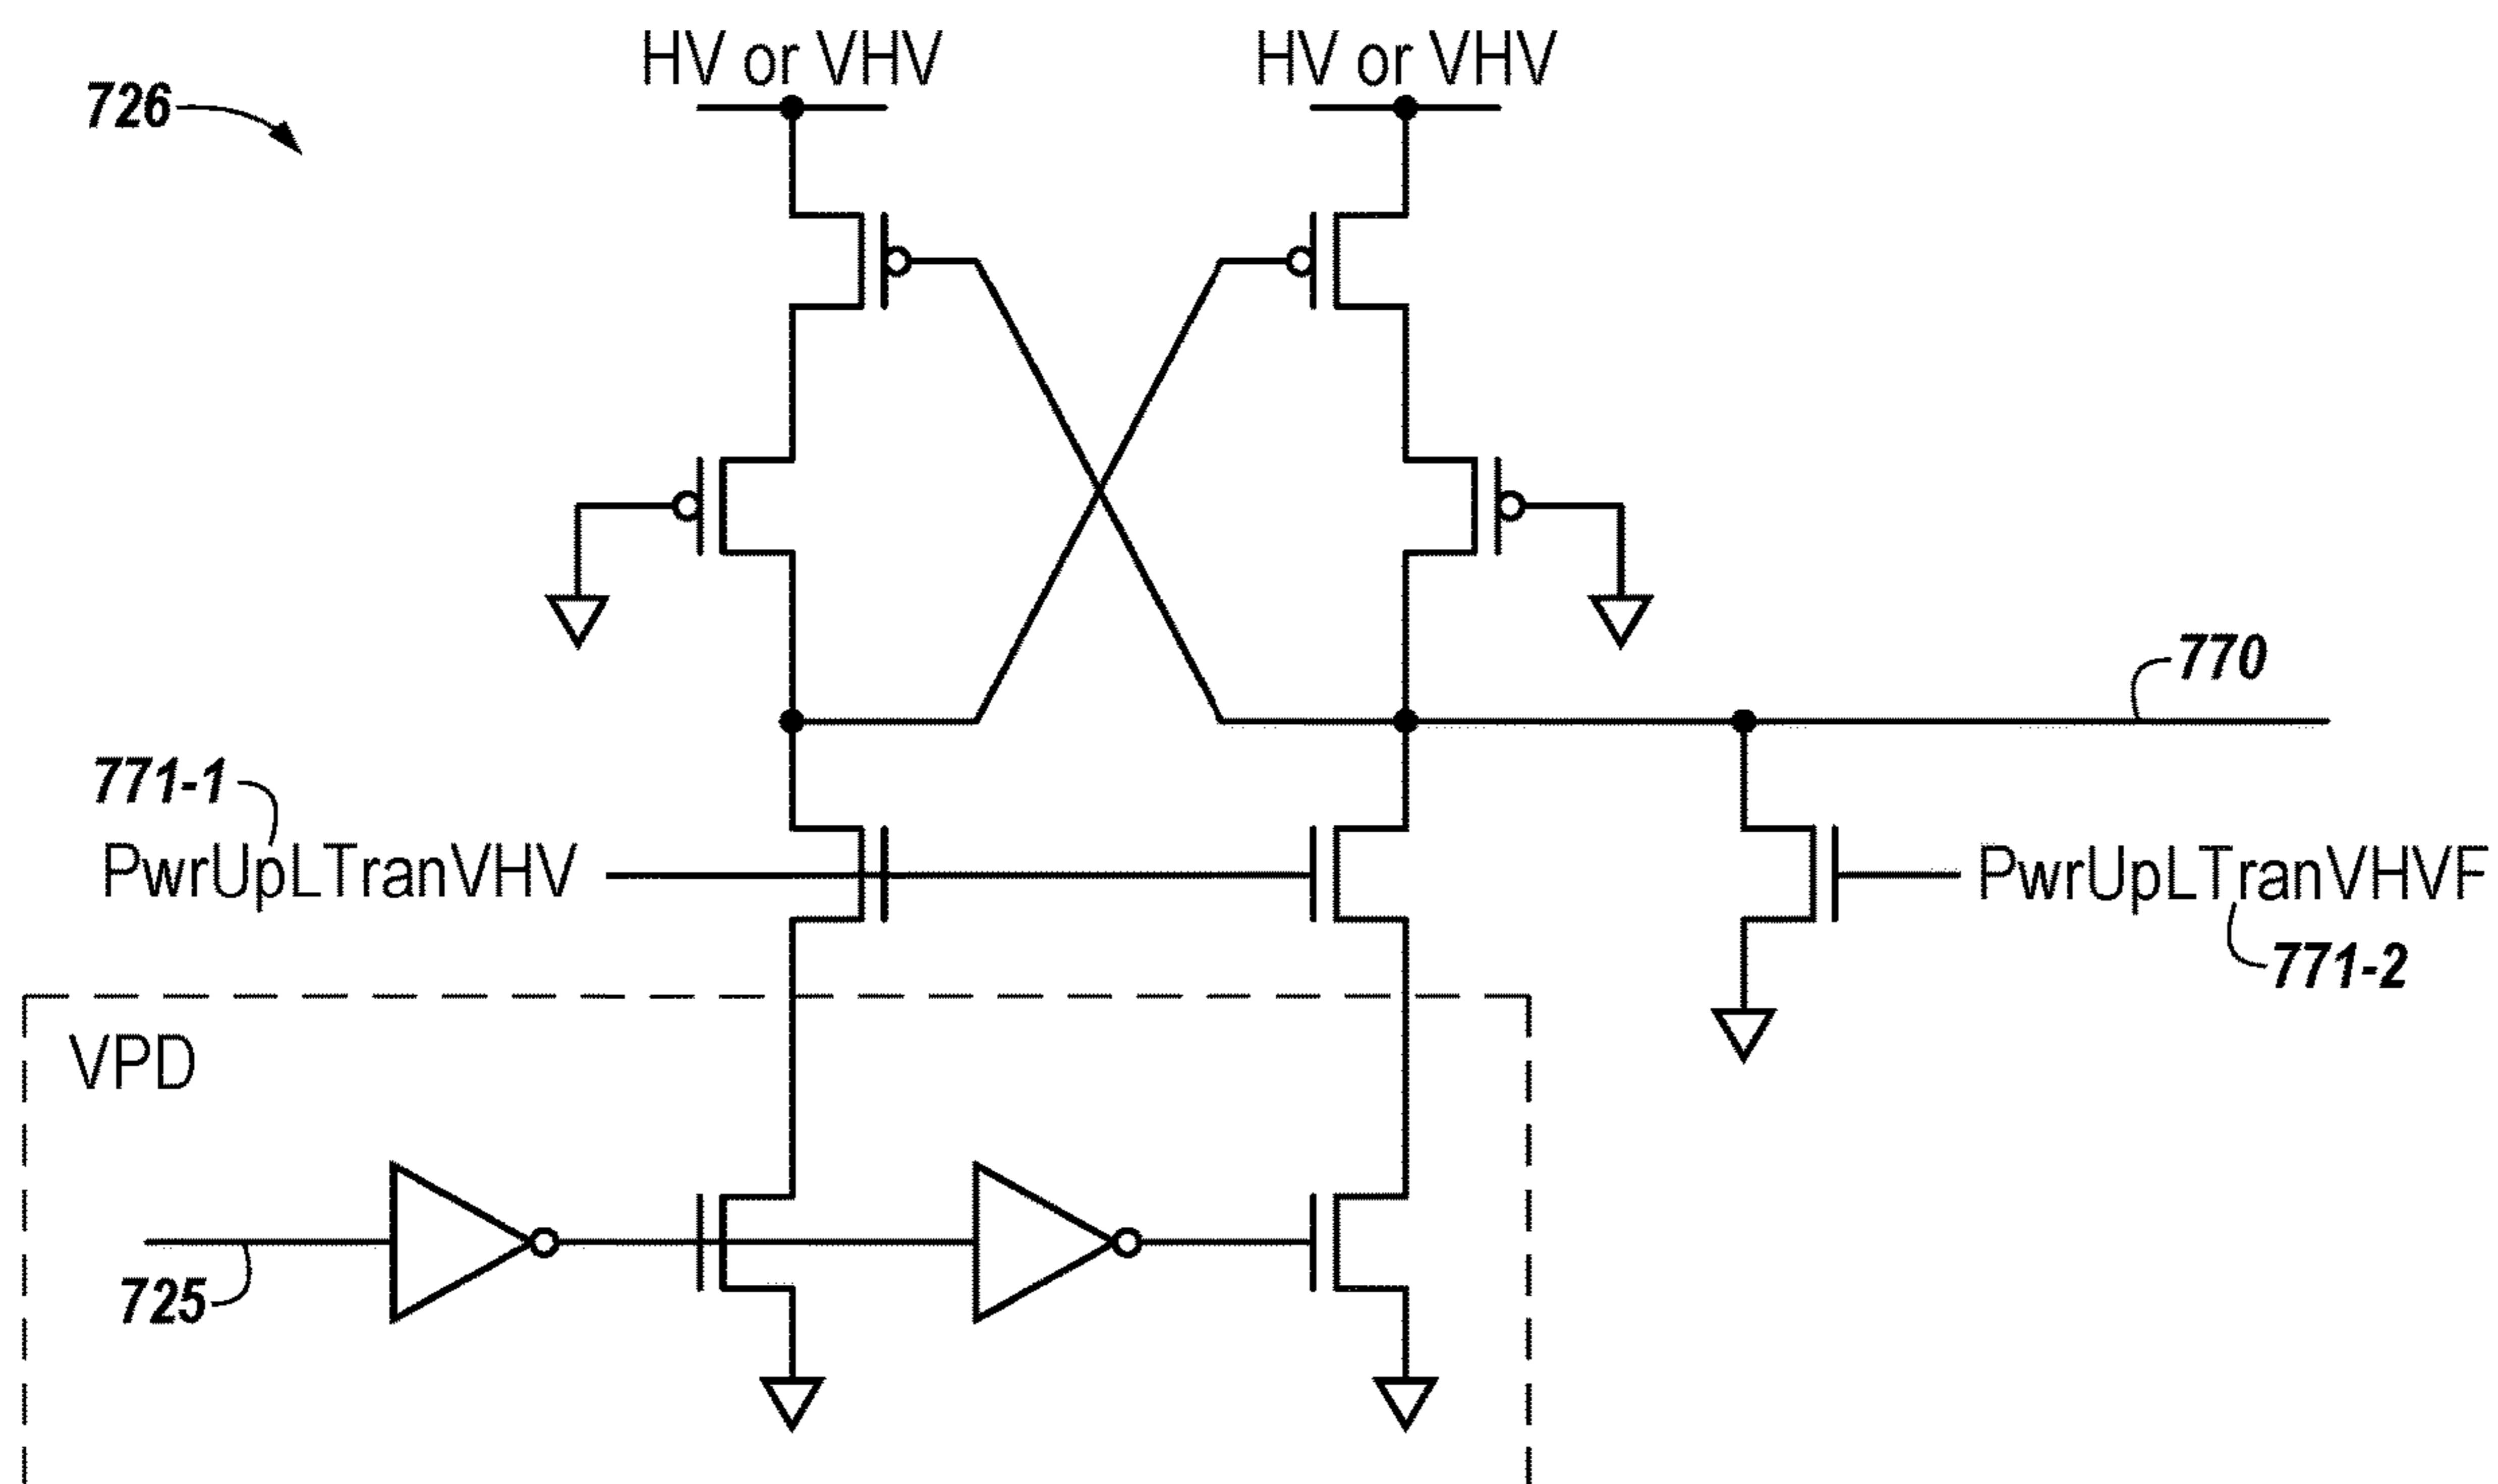 HV or VHV
HV or VHV
726
770
771-1
PwrUpLTranVHV
PwrUpLTranVHVF
771-2
VPD
725